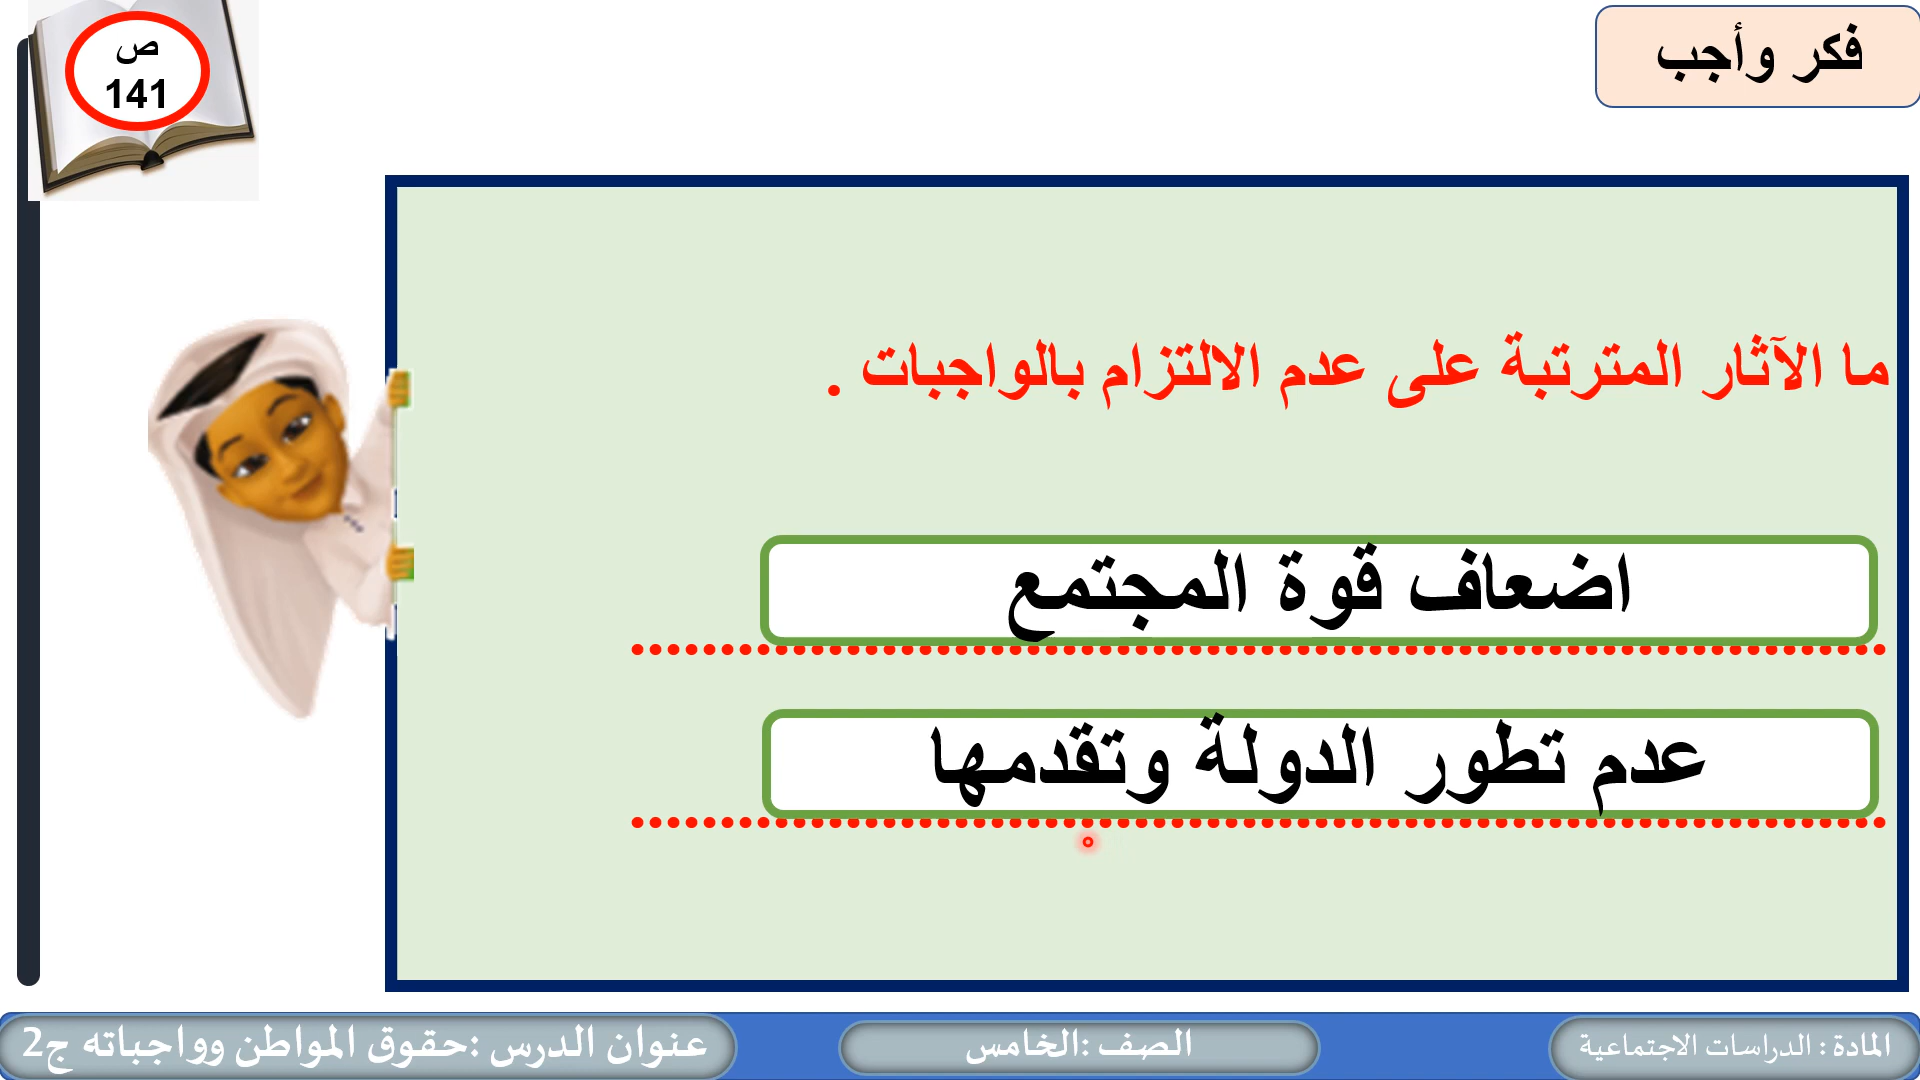 فكر وأجب
ص
141
ما الآثار المترتبة على عدم الالتزام بالواجبات .
اضعاف قوة المجتمع
عدم تطور الدولة وتقدمها
المادة : الدراسات الاجتماعية
الصف :الخامس
عنوان الدرس :حقوق المواطن وواجباته ج2